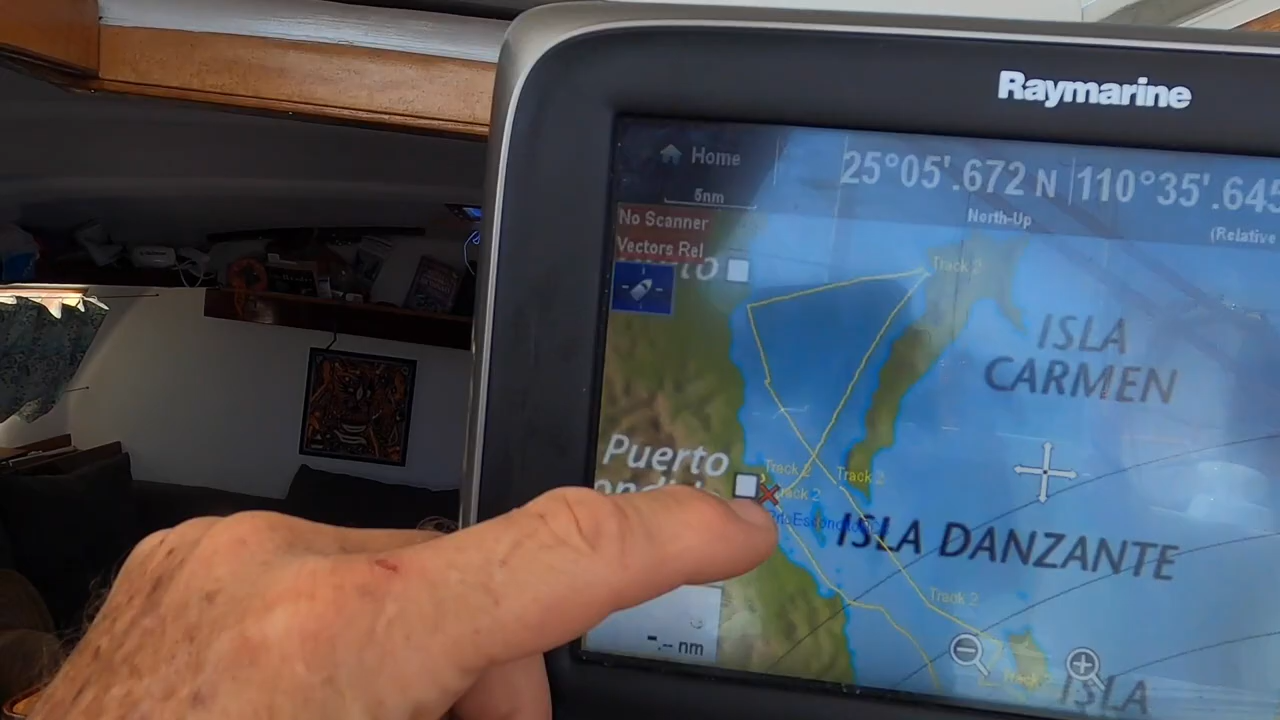 Raymarine
Home
25°05'.672 N
110°35'.645
5nm
North-Up
(Relative
No Scanner
Vectors Rel
Track 2
ISLA
CARMEN
Puerto
Track 2
Track 2
Track 2
ISLA DANZANTE
Track 2
-.-- nm
ISLA